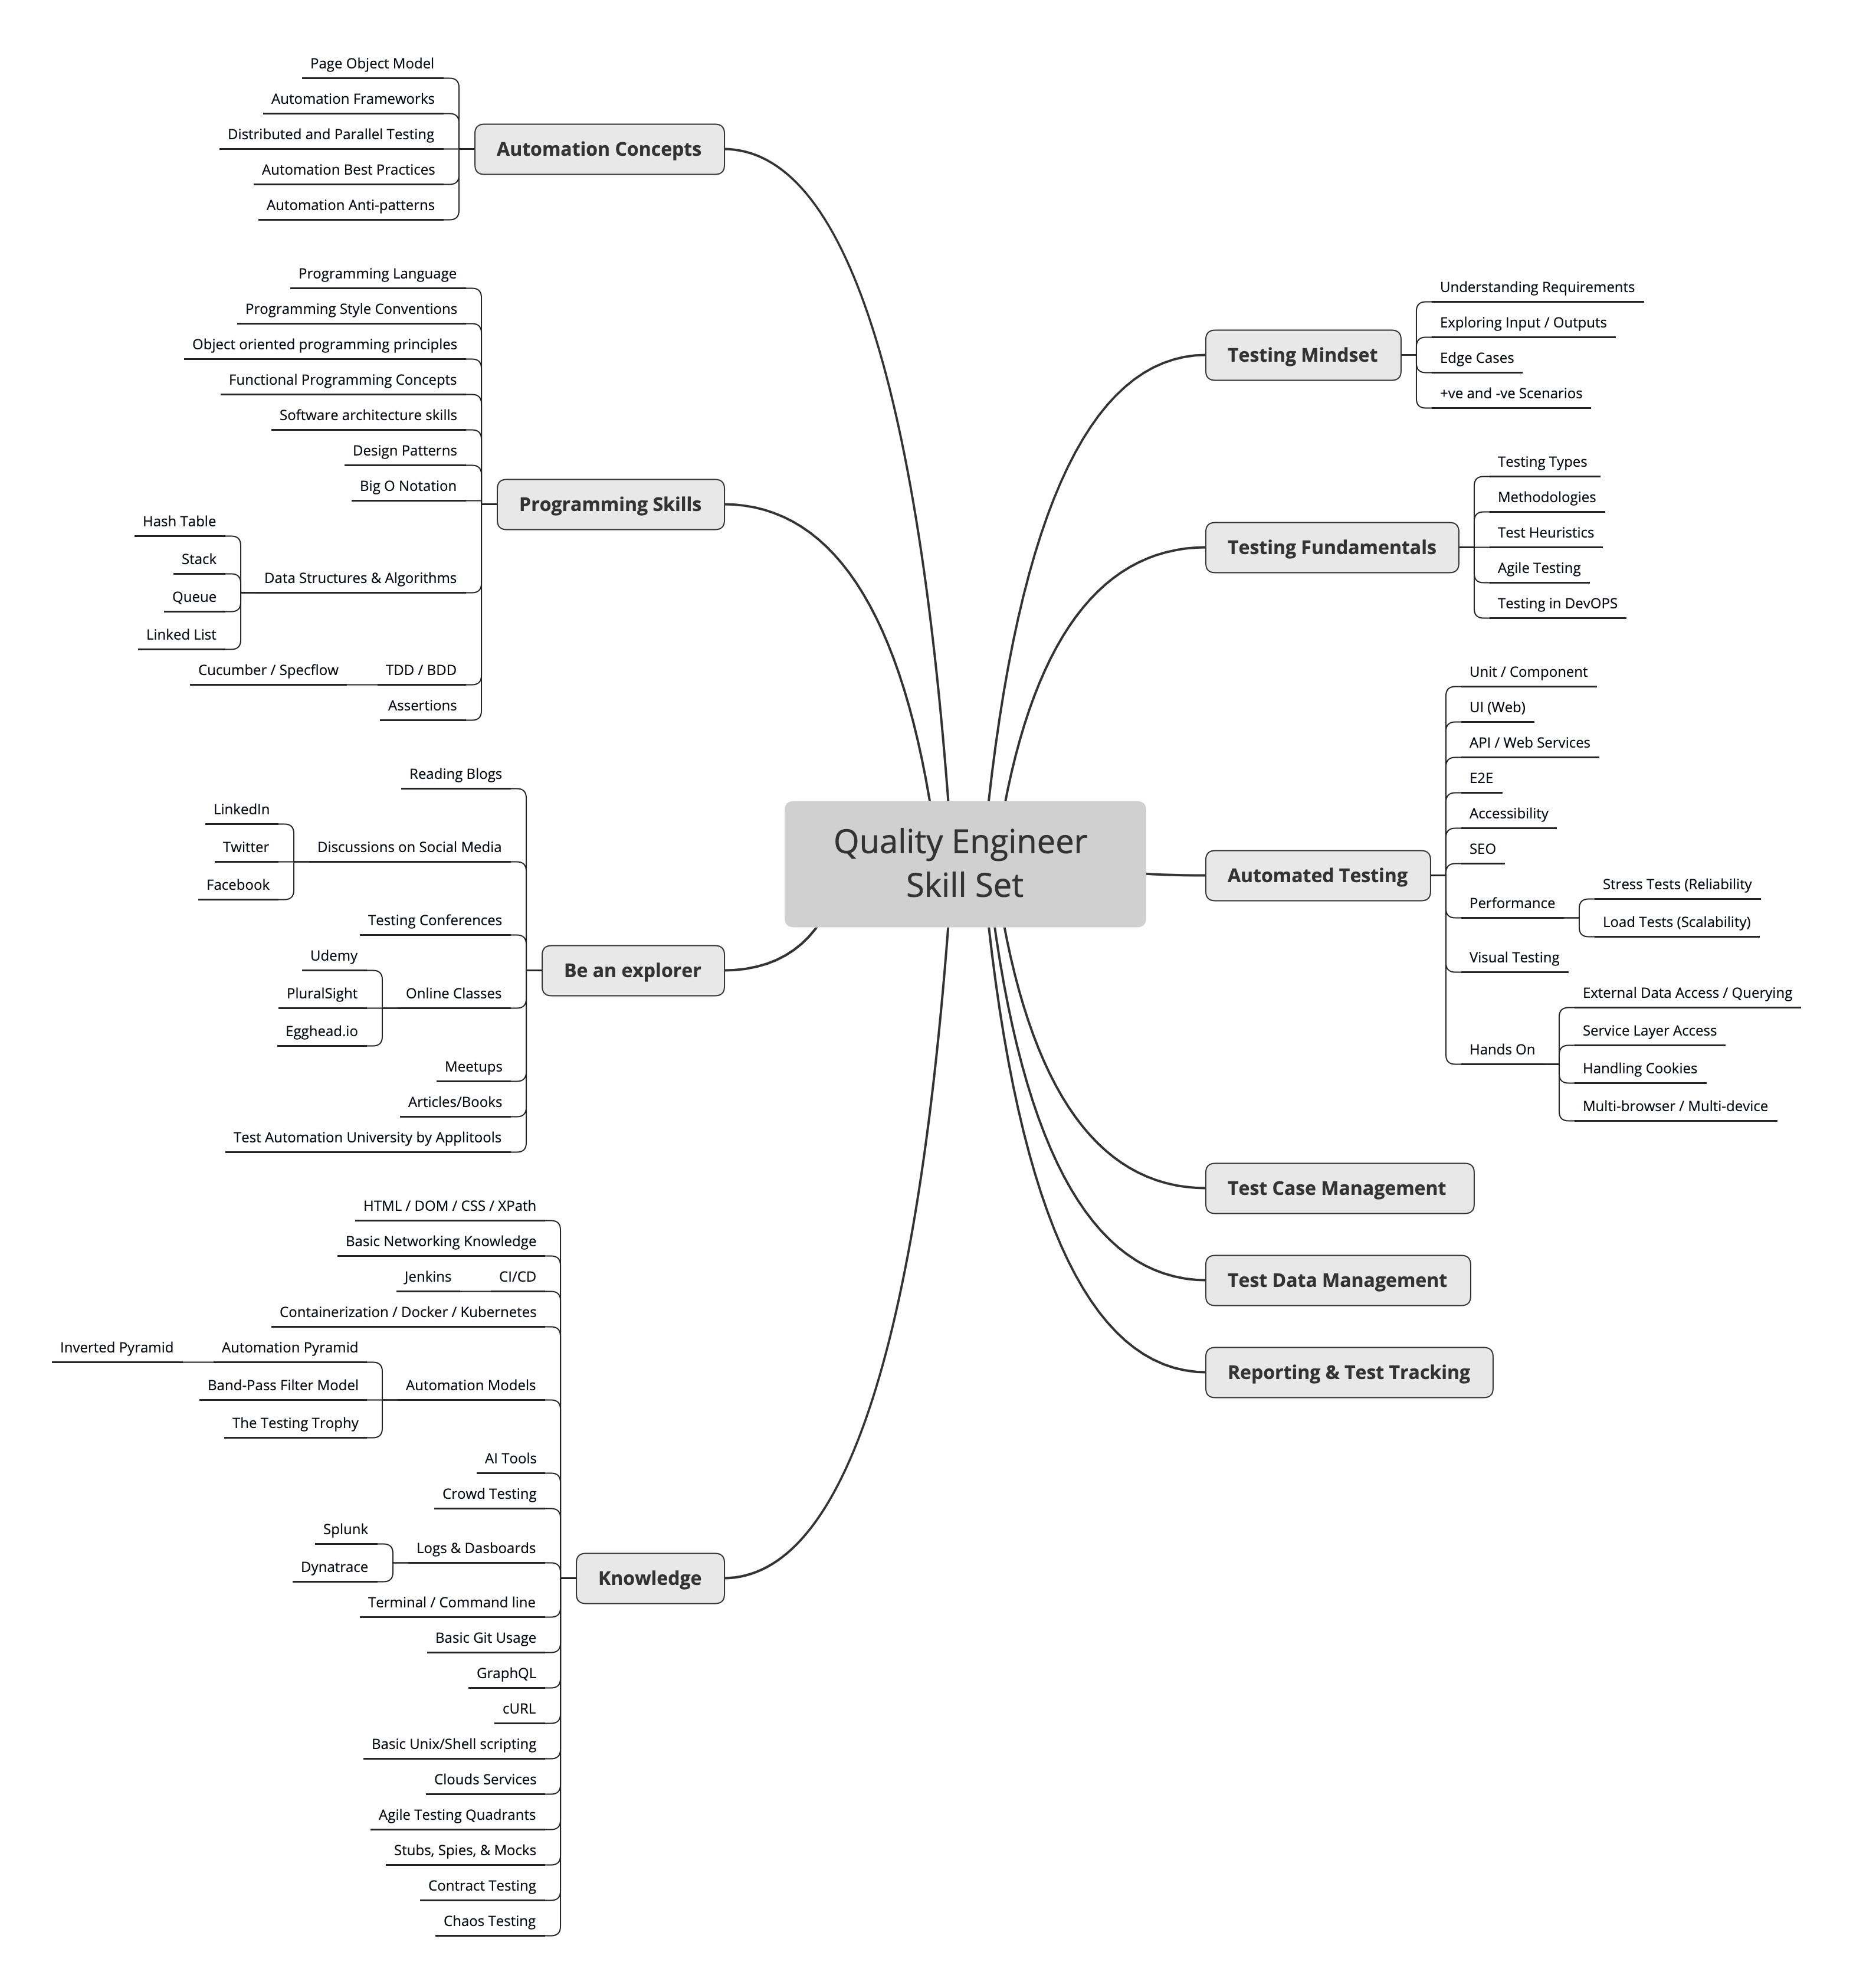 Quality Engineer
Skill Set
Automation Concepts
Page Object Model
Automation Frameworks
Distributed and Parallel Testing
Automation Best Practices
Automation Anti-patterns
Programming Skills
Programming Language
Programming Style Conventions
Object oriented programming principles
Functional Programming Concepts
Software architecture skills
Design Patterns
Big O Notation
Data Structures & Algorithms
Hash Table
Stack
Queue
Linked List
TDD / BDD
Cucumber / Specflow
Assertions
Be an explorer
Reading Blogs
Discussions on Social Media
LinkedIn
Twitter
Facebook
Testing Conferences
Online Classes
Udemy
PluralSight
Egghead.io
Meetups
Articles/Books
Test Automation University by Applitools
Knowledge
HTML / DOM / CSS / XPath
Basic Networking Knowledge
CI/CD
Jenkins
Containerization / Docker / Kubernetes
Automation Models
Automation Pyramid
Inverted Pyramid
Band-Pass Filter Model
The Testing Trophy
AI Tools
Crowd Testing
Logs & Dasboards
Splunk
Dynatrace
Terminal / Command line
Basic Git Usage
GraphQL
cURL
Basic Unix/Shell scripting
Clouds Services
Agile Testing Quadrants
Stubs, Spies, & Mocks
Contract Testing
Chaos Testing
Testing Mindset
Understanding Requirements
Exploring Input / Outputs
Edge Cases
+ve and -ve Scenarios
Testing Fundamentals
Testing Types
Methodologies
Test Heuristics
Agile Testing
Testing in DevOPS
Automated Testing
Unit / Component
UI (Web)
API / Web Services
E2E
Accessibility
SEO
Performance
Stress Tests (Reliability
Load Tests (Scalability)
Visual Testing
Hands On
External Data Access / Querying
Service Layer Access
Handling Cookies
Multi-browser / Multi-device
Test Case Management
Test Data Management
Reporting & Test Tracking